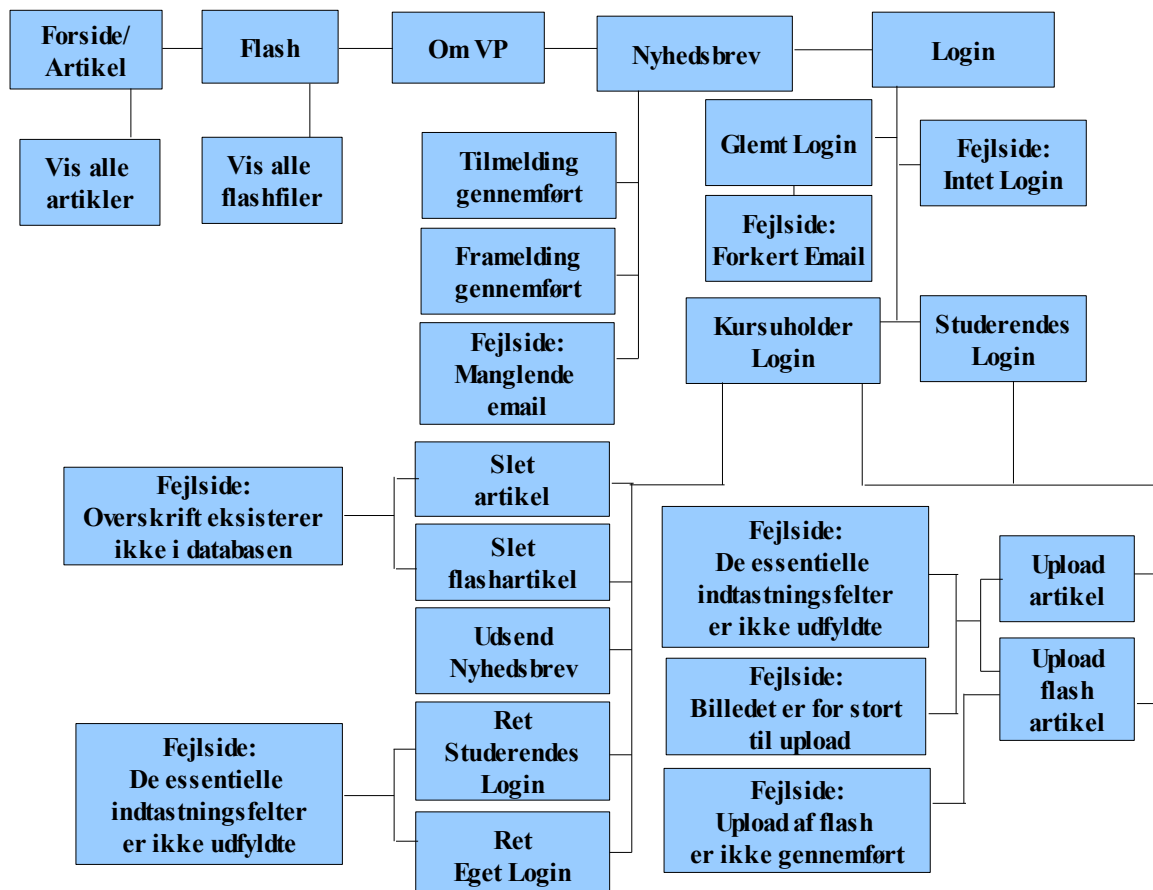 Forside/
Artikel
Flash
Om VP
Nyhedsbrev
Login
Vis alle
artikler
Vis alle
flashfiler
Tilmelding
gennemført
Framelding
gennemført
Fejlside:
Manglende
email
Glemt Login
Fejlside:
Forkert Email
Fejlside:
Intet Login
Kursuholder
Login
Studerendes
Login
Fejlside:
Overskrift eksisterer
ikke i databasen
Slet
artikel
Slet
flashartikel
Udsend
Nyhedsbrev
Ret
Studerendes
Login
Ret
Eget Login
Fejlside:
De essentielle
indtastningsfelter
er ikke udfyldte
Fejlside:
De essentielle
indtastningsfelter
er ikke udfyldte
Fejlside:
Billedet er for stort
til upload
Fejlside:
Upload af flash
er ikke gennemført
Upload
artikel
Upload
flash
artikel